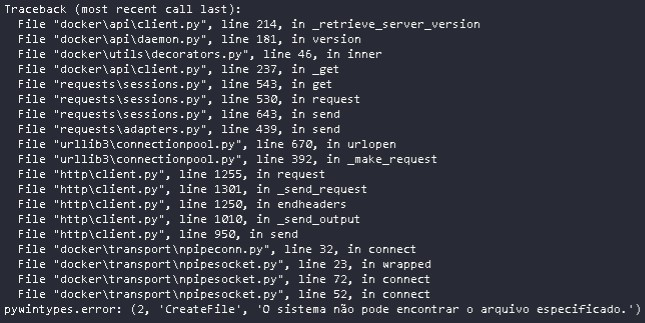 Traceback (most recent call last):
  File "docker\api\client.py", line 214, in _retrieve_server_version
  File "docker\api\daemon.py", line 181, in version
  File "docker\utils\decorators.py", line 46, in inner
  File "docker\api\client.py", line 237, in _get
  File "requests\sessions.py", line 543, in get
  File "requests\sessions.py", line 530, in request
  File "requests\sessions.py", line 643, in send
  File "requests\adapters.py", line 439, in send
  File "urllib3\connectionpool.py", line 670, in urlopen
  File "urllib3\connectionpool.py", line 392, in _make_request
  File "http\client.py", line 1255, in request
  File "http\client.py", line 1301, in _send_request
  File "http\client.py", line 1250, in endheaders
  File "http\client.py", line 1010, in _send_output
  File "http\client.py", line 950, in send
  File "docker\transport\npipeconn.py", line 32, in connect
  File "docker\transport\npipesocket.py", line 23, in wrapped
  File "docker\transport\npipesocket.py", line 72, in connect
  File "docker\transport\npipesocket.py", line 52, in connect
pywintypes.error: (2, 'CreateFile', 'O sistema não pode encontrar o arquivo especificado.')